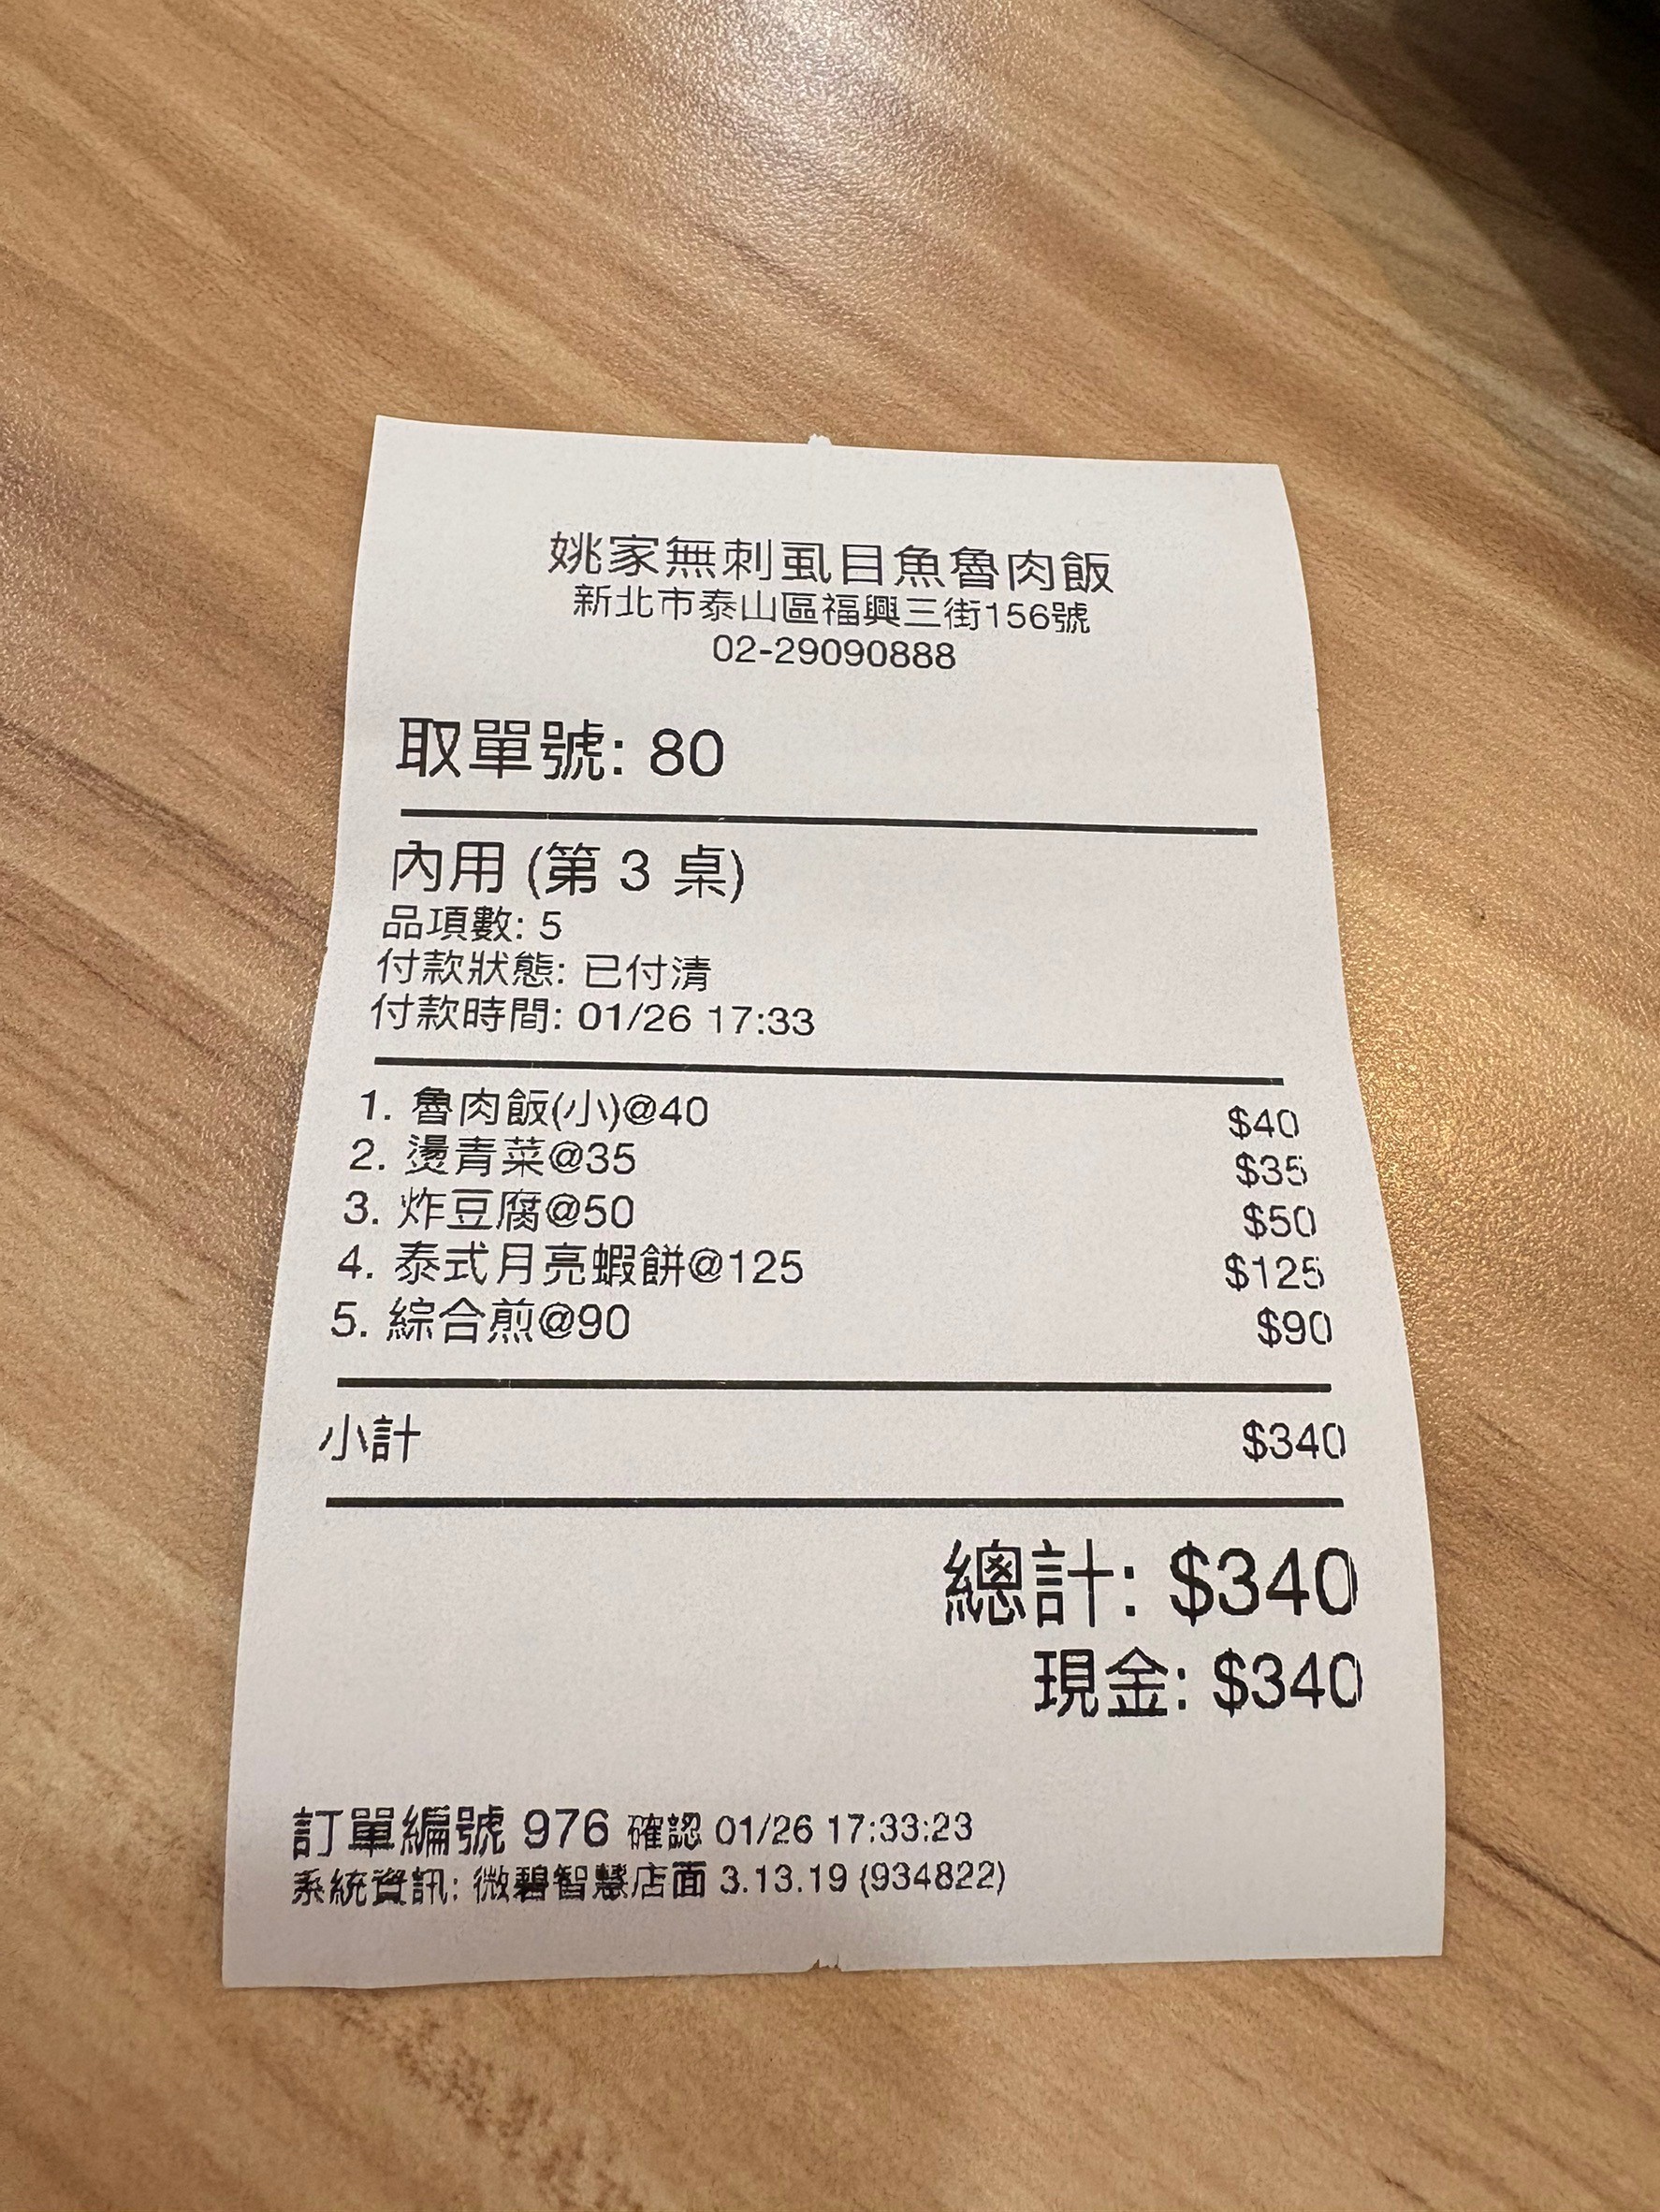 姚家無刺虱目魚魯肉飯
新北市泰山區福興三街156號
02-29090888
取單號: 80
內用 (第 3 桌)
品項數: 5
付款狀態: 已付清
付款時間: 01/26 17:33
1. 魯肉飯(小)@40 $40
2. 燙青菜@35 $35
3. 炸豆腐@50 $50
4. 泰式月亮蝦餅@125 $125
5. 綜合煎@90 $90
小計 $340
總計: $340
現金: $340
訂單編號 976 確認 01/26 17:33:23
系統資訊: 微碧智慧店面 3.13.19 (934822)